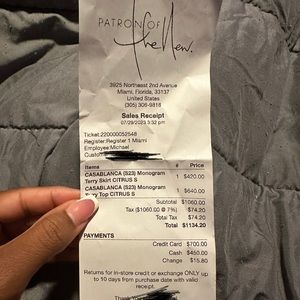 PATRON OF
the New.
3925 Northeast 2nd Avenue
Miami, Florida, 33137
United States
(305) 306-9818
Sales Receipt
07/29/2023 5:32 pm
Ticket:220000052548
Register:Register 1 Miami
Employee:Michael
Items # Price
CASABLANCA (S23) Monogram 1 $420.00
Terry Skirt CITRUS S
CASABLANCA (S23) Monogram 1 $640.00
Terry Top CITRUS S
Subtotal $1060.00
Tax ($1060.00 @ 7%) $74.20
Total Tax $74.20
Total $1134.20
PAYMENTS
Credit Card $700.00
Cash $450.00
Change $15.80
Returns for in-store credit or exchange ONLY up
to 10 days from purchase date with valid
receipt.